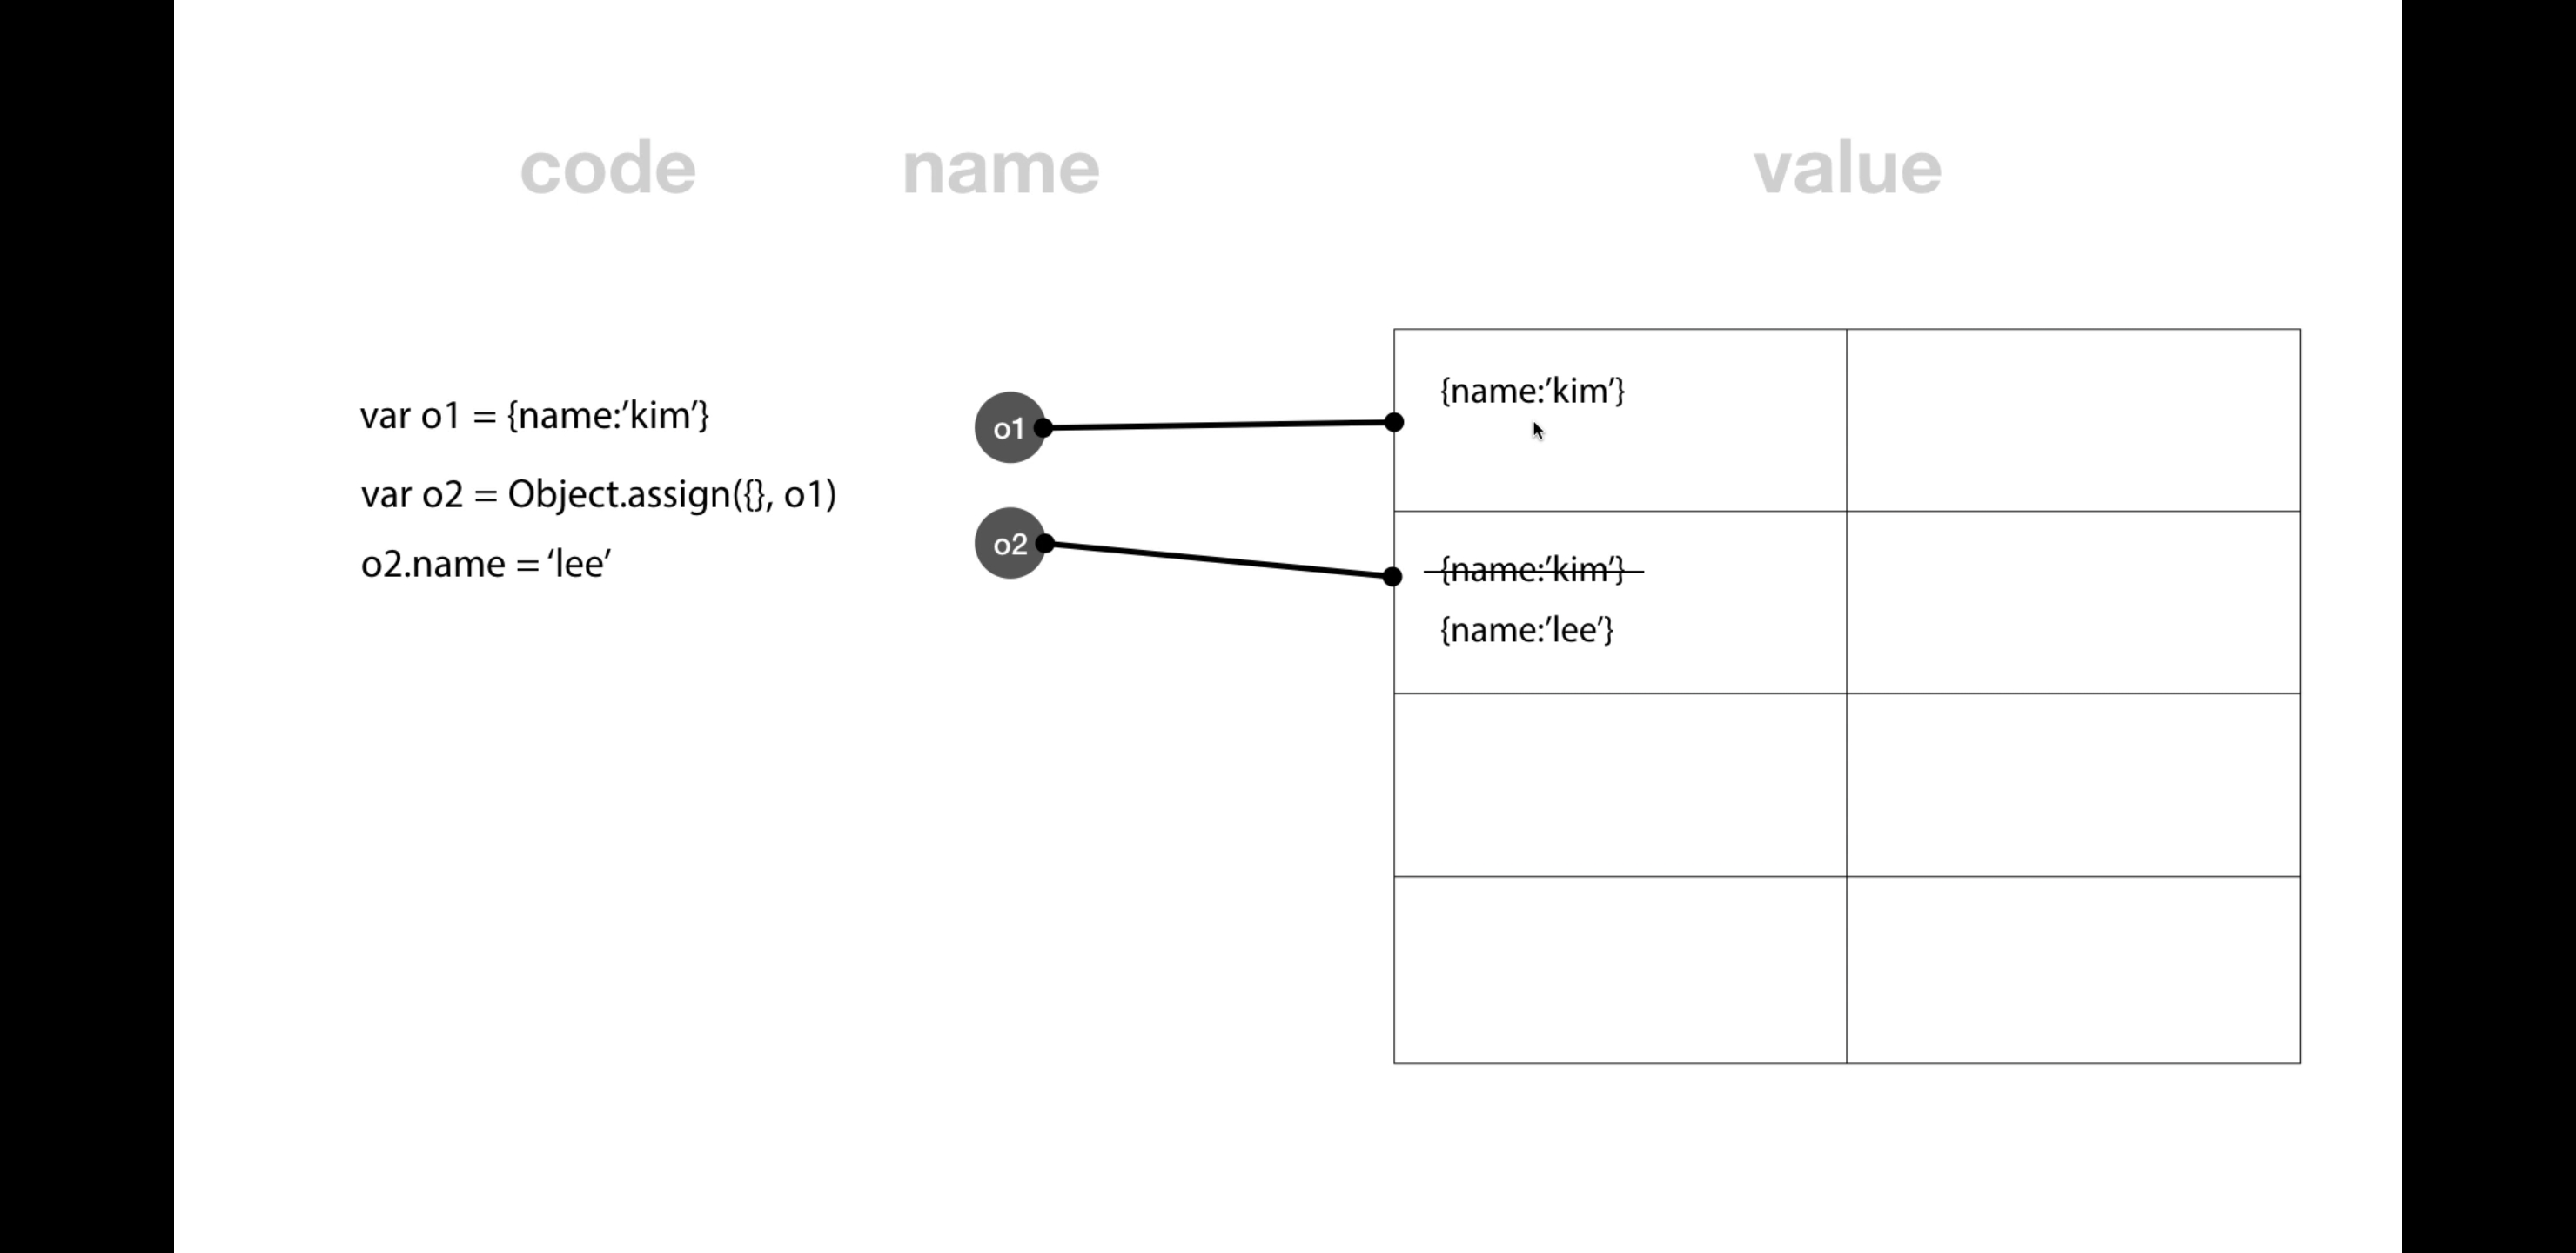 code name value
var o1 = {name:’kim’}
var o2 = Object.assign({}, o1)
o2.name = ‘lee’
o1
o2
{name:’kim’}
{name:’kim’}
{name:’lee’}